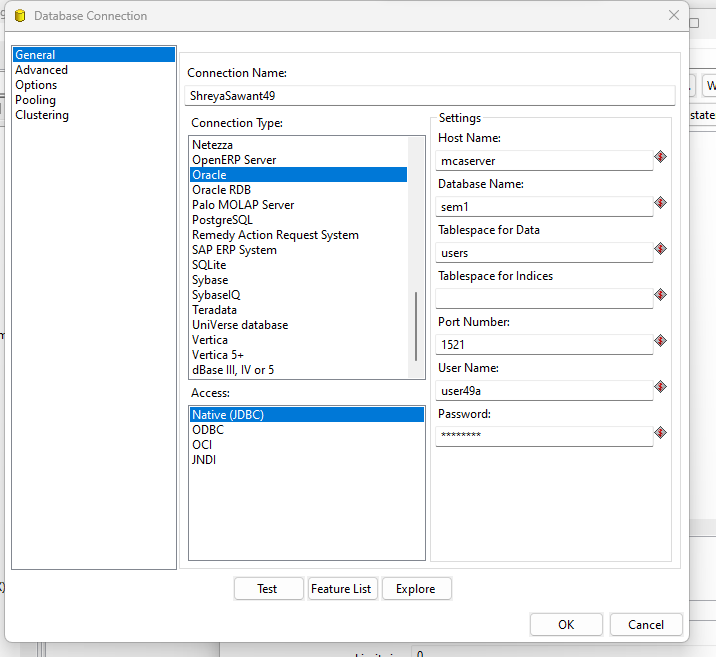 Database Connection
General
Advanced
Options
Pooling
Clustering
Connection Name:
ShreyaSawant49
Connection Type:
Netezza
OpenERP Server
Oracle
Oracle RDB
Palo MOLAP Server
PostgreSQL
Remedy Action Request System
SAP ERP System
SQLite
Sybase
SybaseIQ
Teradata
UniVerse database
Vertica
Vertica 5+
dBase III, IV or 5
Access:
Native (JDBC)
ODBC
OCI
JNDI
Settings
Host Name:
mcaserver
Database Name:
sem1
Tablespace for Data
users
Tablespace for Indices
Port Number:
1521
User Name:
user49a
Password:
********
Test
Feature List
Explore
OK
Cancel
state
0